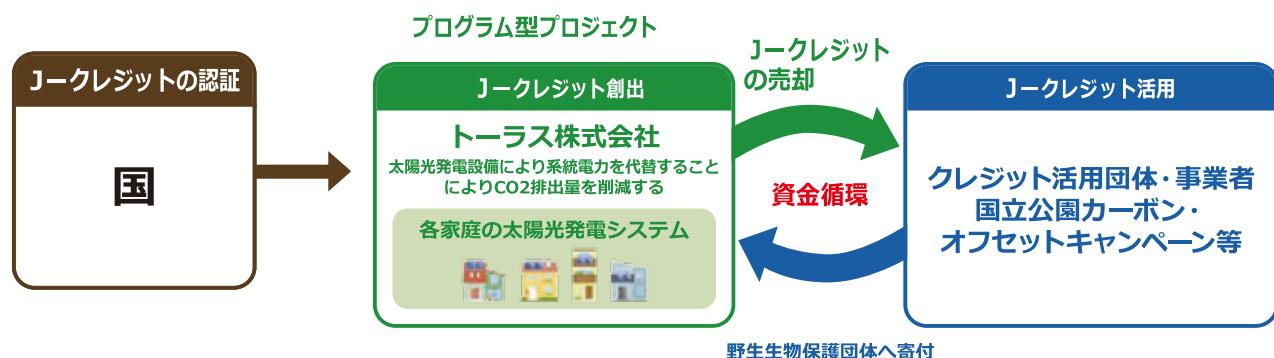 プログラム型プロジェクト
Jークレジットの認証
国
Jークレジット創出
トーラス株式会社
太陽光発電設備により系統電力を代替すること
によりCO2排出量を削減する
各家庭の太陽光発電システム
Jークレジット
の売却
資金循環
Jークレジット活用
クレジット活用団体・事業者
国立公園カーボン・
オフセットキャンペーン等
野生生物保護団体へ寄付